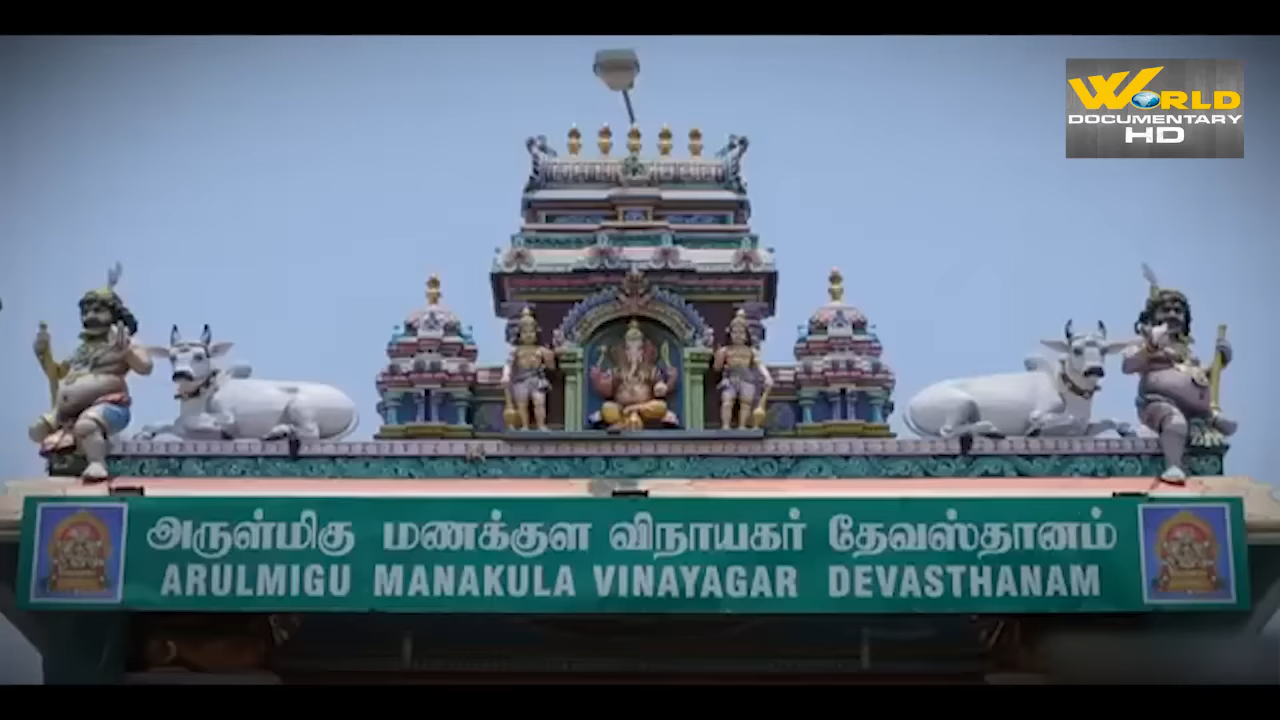 WORLD
DOCUMENTARY
HD
அருள்மிகு மணக்குள விநாயகர் தேவஸ்தானம்
ARULMIGU MANAKULA VINAYAGAR DEVASTHANAM